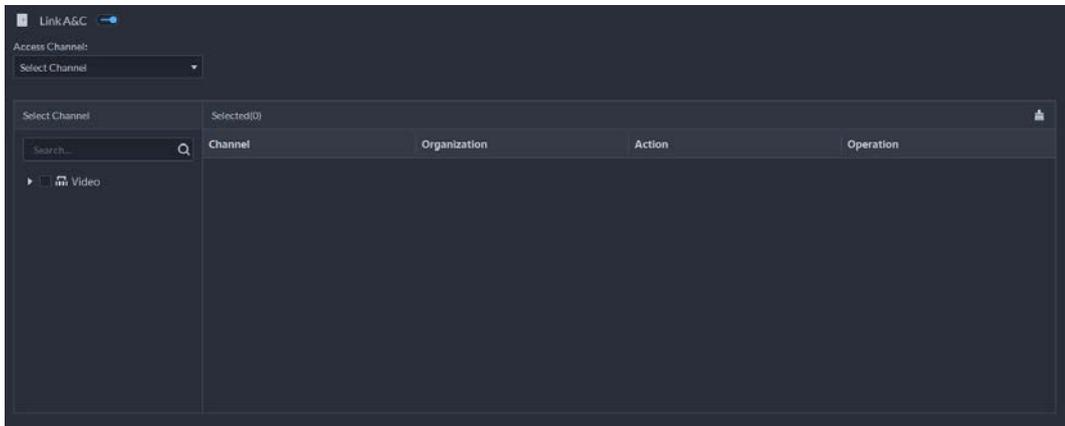 Link A&C
Access Channel:
Select Channel
Select Channel
Selected(0)
Search...
Channel
Organization
Action
Operation
Video